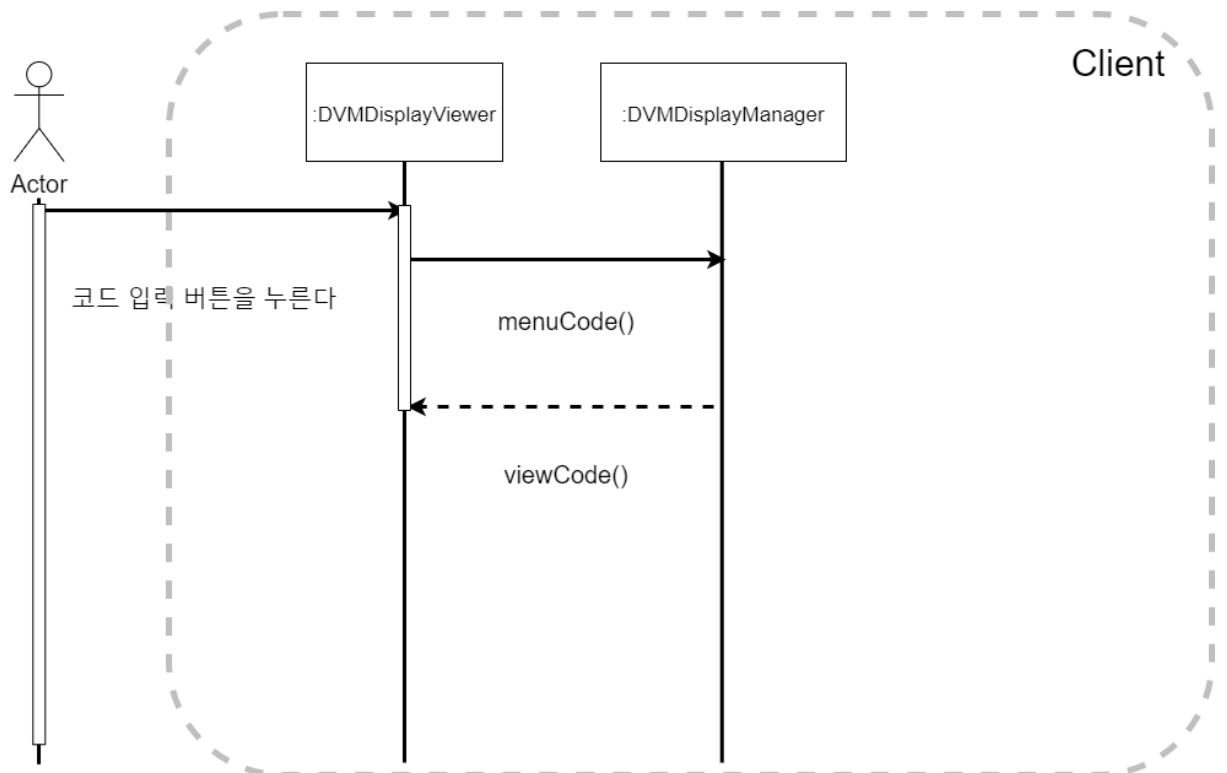 Client
:DVMDisplayViewer
:DVMDisplayManager
Actor
코드 입력 버튼을 누른다
menuCode()
viewCode()